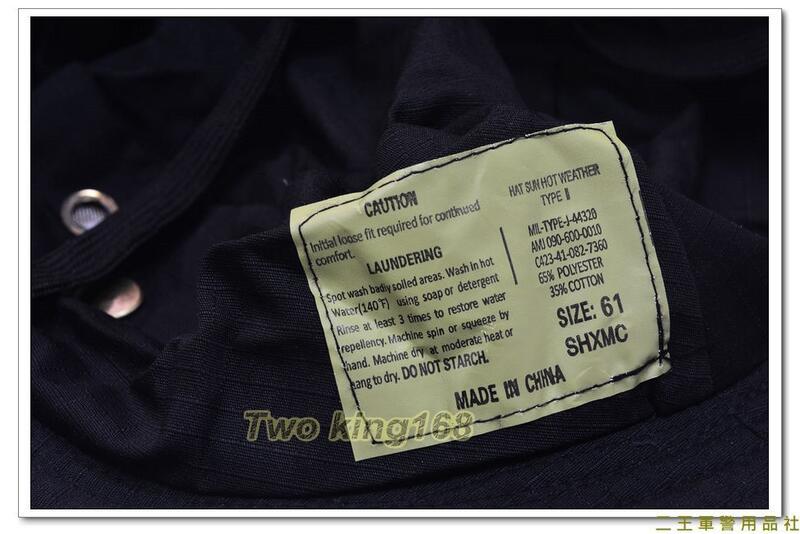 CAUTION
Initial loose fit required for continued
comfort.
LAUNDERING
Spot wash badly soiled areas. Wash in hot
Water(140°F) using soap or detergent
Rinse at least 3 times to restore water
repellency. Machine spin or squeeze by
hand. Machine dry at moderate heat or
hang to dry. DO NOT STARCH.
HAT SUN HOT WEATHER
TYPE II
MIL-TYPE-J-44320
AMJ 090-600-0010
C423-41-082-7360
65% POLYESTER
35% COTTON
SIZE: 61
SHXMC
MADE IN CHINA
Two king168
二王軍警用品社